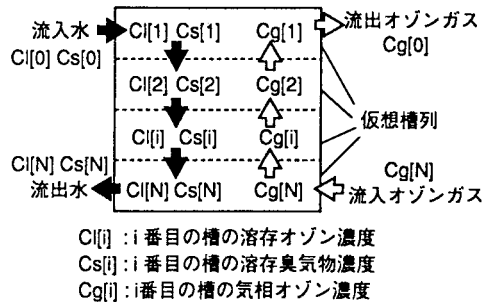 流入水
Cl[0] Cs[0]
Cl[1] Cs[1] Cg[1]
流出オゾンガス
Cg[0]
Cl[2] Cs[2] Cg[2]
仮想槽列
Cl[i] Cs[i] Cg[i]
Cl[N] Cs[N]
流出水
Cl[N] Cs[N] Cg[N]
Cg[N]
流入オゾンガス
Cl[i] : i 番目の槽の溶存オゾン濃度
Cs[i] : i 番目の槽の溶存臭気物濃度
Cg[i] : i番目の槽の気相オゾン濃度